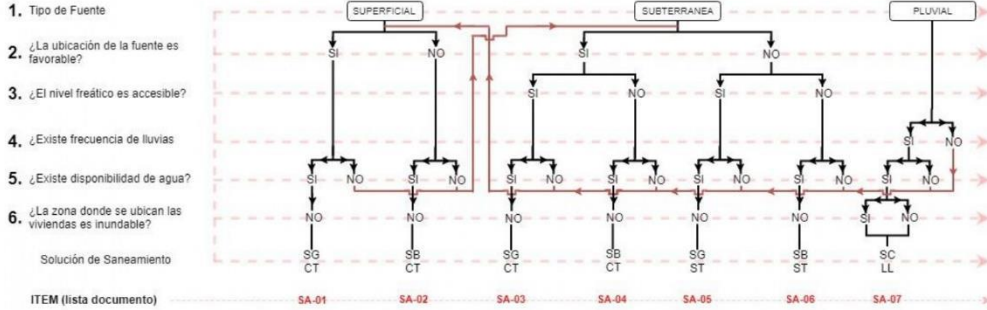 1. Tipo de Fuente
SUPERFICIAL
SUBTERRANEA
PLUVIAL
2. ¿La ubicación de la fuente es
favorable?
SI NO SI NO
3. ¿El nivel freático es accesible?
SI NO SI NO
4. ¿Existe frecuencia de lluvias
SI NO
5. ¿Existe disponibilidad de agua?
SI NO SI NO SI NO SI NO SI NO SI NO SI NO
6. ¿La zona donde se ubican las
viviendas es inundable?
NO NO NO NO NO NO SI NO
Solución de Saneamiento
SG SB SG SB SG SB SC
CT CT CT CT ST ST LL
ITEM (lista documento)
SA-01 SA-02 SA-03 SA-04 SA-05 SA-06 SA-07